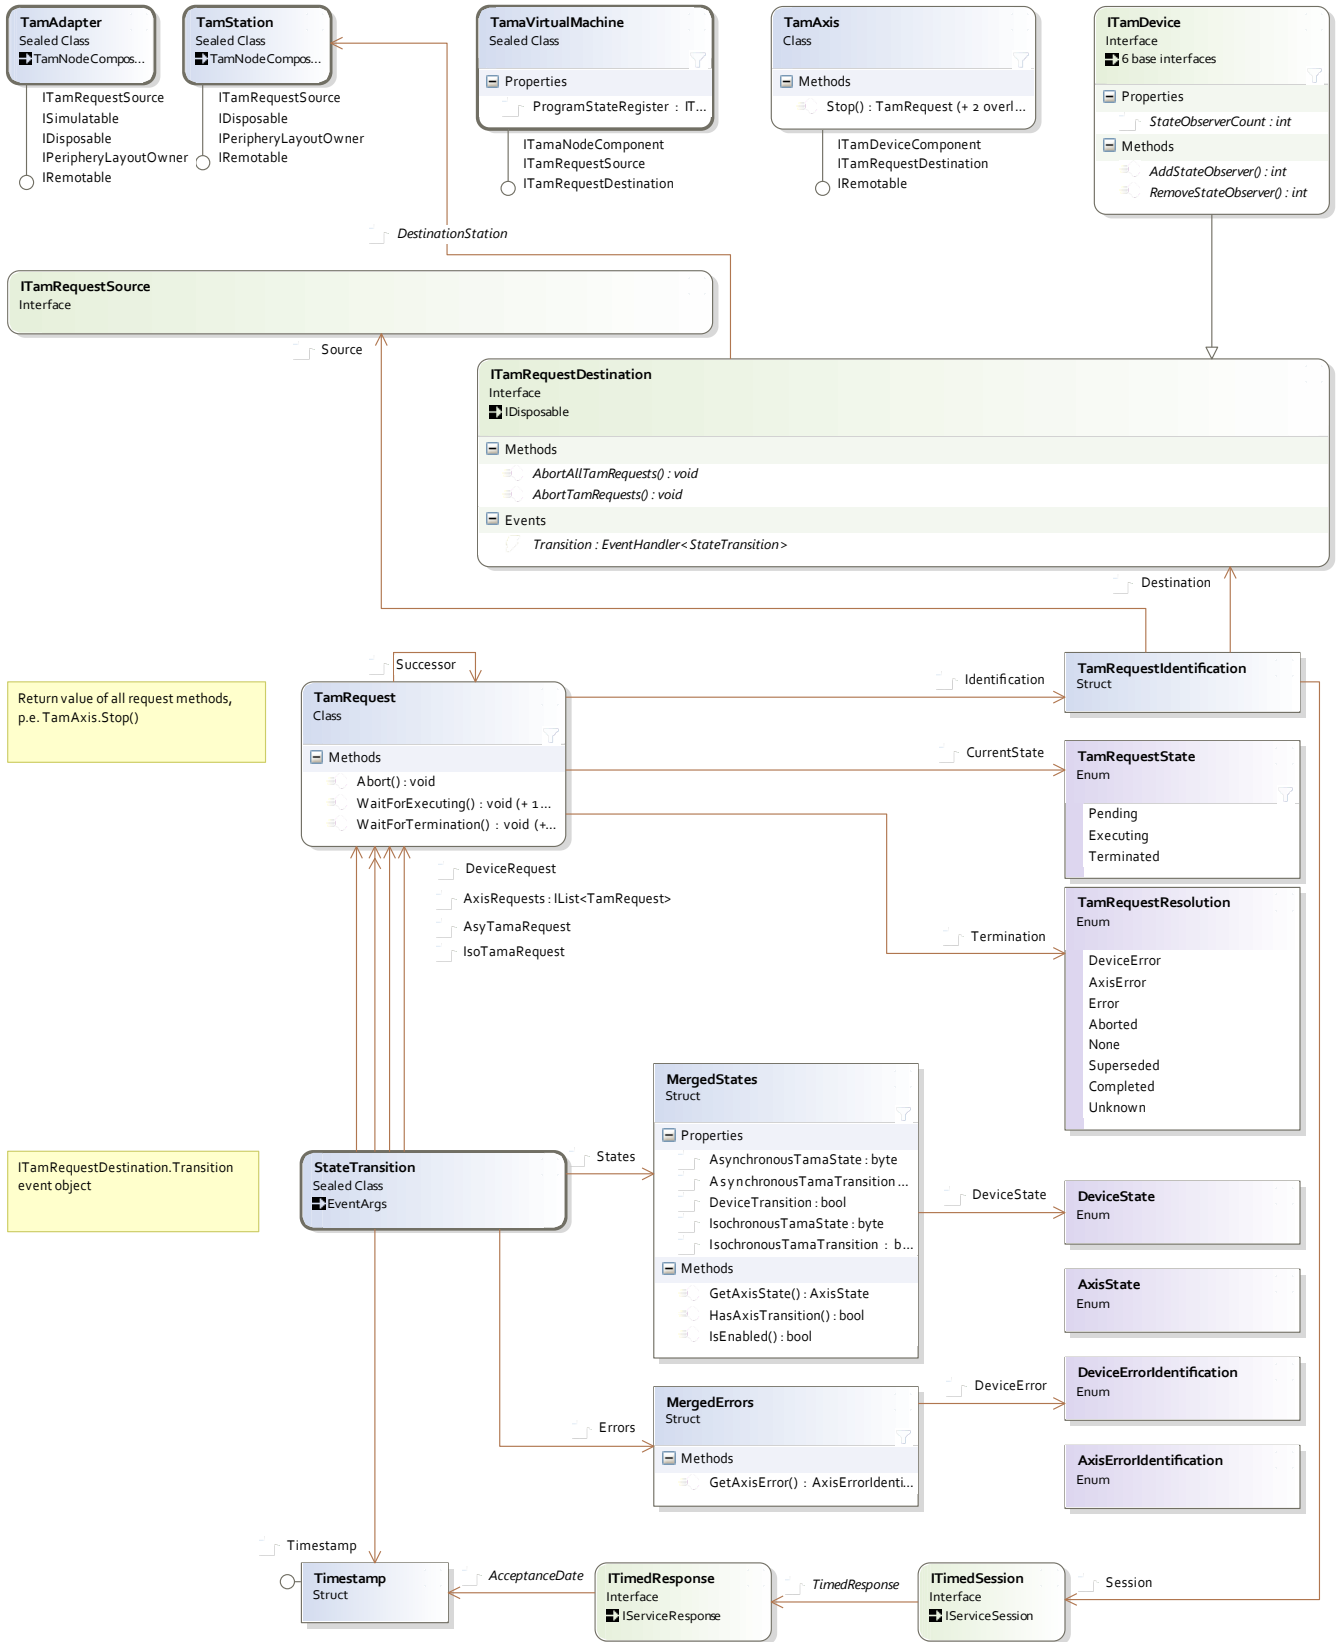 TamAdapter
Sealed Class
TamNodeCompos...
ITamRequestSource
ISimulatable
IDisposable
IPeripheryLayoutOwner
IRemotable
TamStation
Sealed Class
TamNodeCompos...
ITamRequestSource
IDisposable
IPeripheryLayoutOwner
IRemotable
TamaVirtualMachine
Sealed Class
Properties
ProgramStateRegister : IT...
ITamaNodeComponent
ITamRequestSource
ITamRequestDestination
TamAxis
Class
Methods
Stop() : TamRequest (+ 2 overl...
ITamDeviceComponent
ITamRequestDestination
IRemotable
ITamDevice
Interface
6 base interfaces
Properties
StateObserverCount : int
Methods
AddStateObserver() : int
RemoveStateObserver() : int
DestinationStation
ITamRequestSource
Interface
Source
ITamRequestDestination
Interface
IDisposable
Methods
AbortAllTamRequests() : void
AbortTamRequests() : void
Events
Transition : EventHandler<StateTransition>
Destination
Successor
Identification
TamRequestIdentification
Struct
Return value of all request methods,
p.e. TamAxis.Stop()
TamRequest
Class
Methods
Abort() : void
WaitForExecuting() : void (+ 1...
WaitForTermination() : void (+...
CurrentState
TamRequestState
Enum
Pending
Executing
Terminated
DeviceRequest
AxisRequests : IList<TamRequest>
AsyTamaRequest
IsoTamaRequest
Termination
TamRequestResolution
Enum
DeviceError
AxisError
Error
Aborted
None
Superseded
Completed
Unknown
ITamRequestDestination.Transition
event object
StateTransition
Sealed Class
EventArgs
States
MergedStates
Struct
Properties
AsynchronousTamaState : byte
AsynchronousTamaTransition ...
DeviceTransition : bool
IsochronousTamaState : byte
IsochronousTamaTransition : b...
Methods
GetAxisState() : AxisState
HasAxisTransition() : bool
IsEnabled() : bool
DeviceState
DeviceState
Enum
AxisState
Enum
Errors
MergedErrors
Struct
Methods
GetAxisError() : AxisErrorIdenti...
DeviceError
DeviceErrorIdentification
Enum
AxisErrorIdentification
Enum
Timestamp
Timestamp
Struct
AcceptanceDate
ITimedResponse
Interface
IServiceResponse
TimedResponse
ITimedSession
Interface
IServiceSession
Session